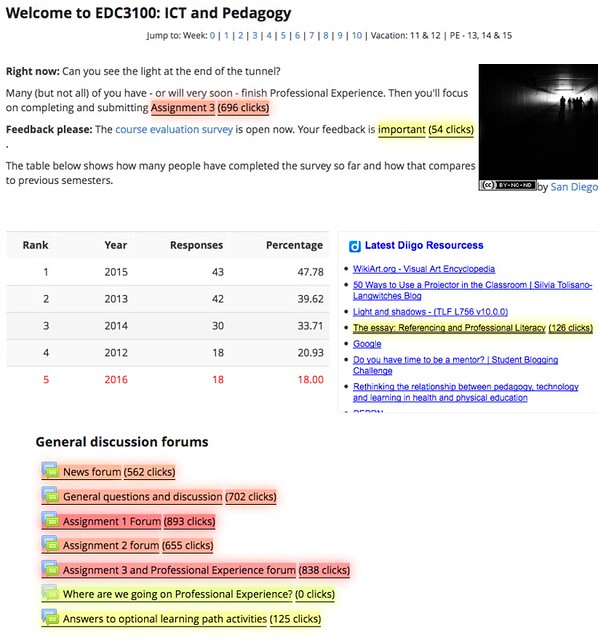 Welcome to EDC3100: ICT and Pedagogy
Jump to: Week: 0 | 1 | 2 | 3 | 4 | 5 | 6 | 7 | 8 | 9 | 10 | Vacation: 11 & 12 | PE - 13, 14 & 15
Right now: Can you see the light at the end of the tunnel?
Many (but not all) of you have - or will very soon - finish Professional Experience. Then you'll focus
on completing and submitting Assignment 3 (696 clicks)
Feedback please: The course evaluation survey is open now. Your feedback is important (54 clicks)
.
The table below shows how many people have completed the survey so far and how that compares
to previous semesters.
(cc) BY-NC-ND by San Diego
Rank Year Responses Percentage
1 2015 43 47.78
2 2013 42 39.62
3 2014 30 33.71
4 2012 18 20.93
5 2016 18 18.00
Latest Diigo Resourcess
WikiArt.org - Visual Art Encyclopedia
50 Ways to Use a Projector in the Classroom | Silvia Tolisano-
Langwitches Blog
Light and shadows - (TLF L756 v10.0.0)
The essay: Referencing and Professional Literacy (126 clicks)
Google
Do you have time to be a mentor? | Student Blogging
Challenge
Rethinking the relationship between pedagogy, technology
and learning in health and physical education
General discussion forums
News forum (562 clicks)
General questions and discussion (702 clicks)
Assignment 1 Forum (893 clicks)
Assignment 2 forum (655 clicks)
Assignment 3 and Professional Experience forum (838 clicks)
Where are we going on Professional Experience? (0 clicks)
Answers to optional learning path activities (125 clicks)